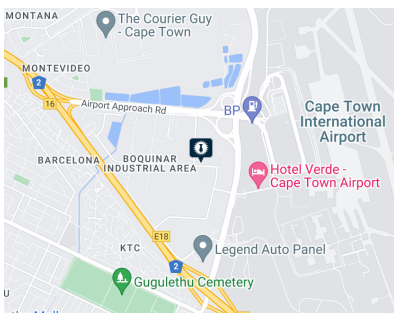 MONTANA
The Courier Guy
- Cape Town
MONTEVIDEO
2
16
Airport Approach Rd
BP
Cape Town
International
Airport
BARCELONA
BOQUINAR
INDUSTRIAL AREA
Hotel Verde -
Cape Town Airport
E18
KTC
2
Legend Auto Panel
Gugulethu Cemetery
U